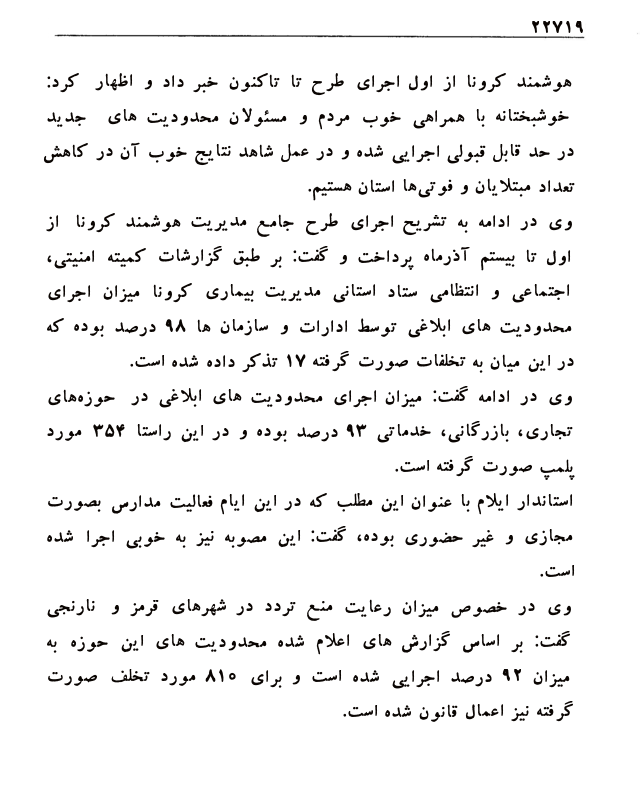 ۲۲۷۱۹
هوشمند کرونا از اول اجرای طرح تا تاکنون خبر داد و اظهار کرد:
خوشبختانه با همراهی خوب مردم و مسئولان محدودیت های جدید
در حد قابل قبولی اجرایی شده و در عمل شاهد نتایج خوب آن در کاهش
تعداد مبتلایان و فوتی‌ها استان هستیم.
وی در ادامه به تشریح اجرای طرح جامع مدیریت هوشمند کرونا از
اول تا بیستم آذرماه پرداخت و گفت: بر طبق گزارشات کمیته امنیتی،
اجتماعی و انتظامی ستاد استانی مدیریت بیماری کرونا میزان اجرای
محدودیت های ابلاغی توسط ادارات و سازمان ها ۹۸ درصد بوده که
در این میان به تخلفات صورت گرفته ۱۷ تذکر داده شده است.
وی در ادامه گفت: میزان اجرای محدودیت های ابلاغی در حوزه‌های
تجاری، بازرگانی، خدماتی ۹۳ درصد بوده و در این راستا ۳۵۴ مورد
پلمپ صورت گرفته است.
استاندار ایلام با عنوان این مطلب که در این ایام فعالیت مدارس بصورت
مجازی و غیر حضوری بوده، گفت: این مصوبه نیز به خوبی اجرا شده
است.
وی در خصوص میزان رعایت منع تردد در شهرهای قرمز و نارنجی
گفت: بر اساس گزارش های اعلام شده محدودیت های این حوزه به
میزان ۹۲ درصد اجرایی شده است و برای ۸۱۰ مورد تخلف صورت
گرفته نیز اعمال قانون شده است.